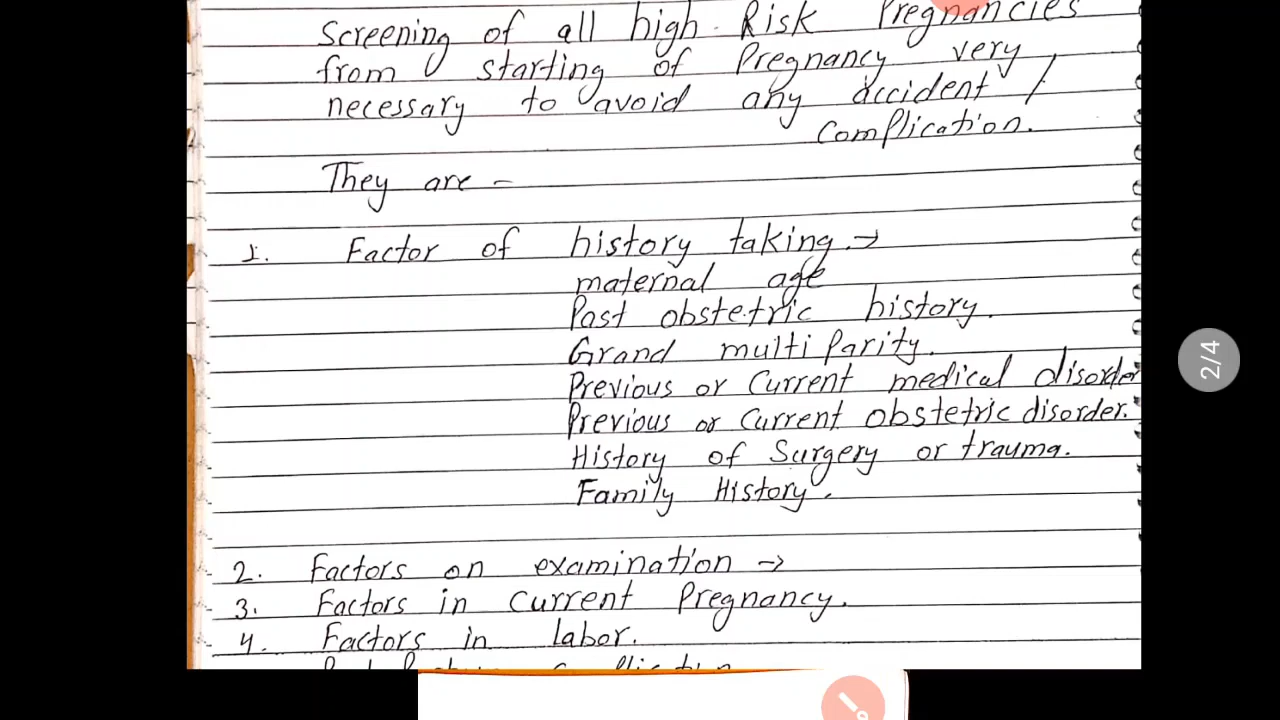 Screening of all high Risk Pregnancies
from starting of Pregnancy very
necessary to avoid any accident /
complication.
They are -
1. Factor of history taking. →
maternal age
Past obstetric history.
Grand multi Parity.
Previous or Current medical disorder
Previous or Current obstetric disorder.
History of Surgery or trauma.
Family History.
2. Factors on examination →
3. Factors in current Pregnancy.
4. Factors in labor.
2/4